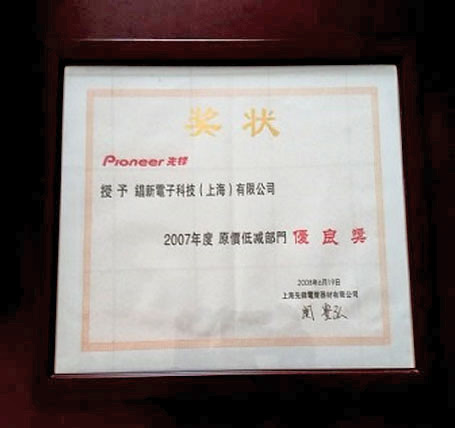 奖状
Pioneer 先锋
授予 錩新電子科技(上海)有限公司
2007年度 原價低减部門 優良獎
2008年6月19日
上海先鋒電聲器材有限公司